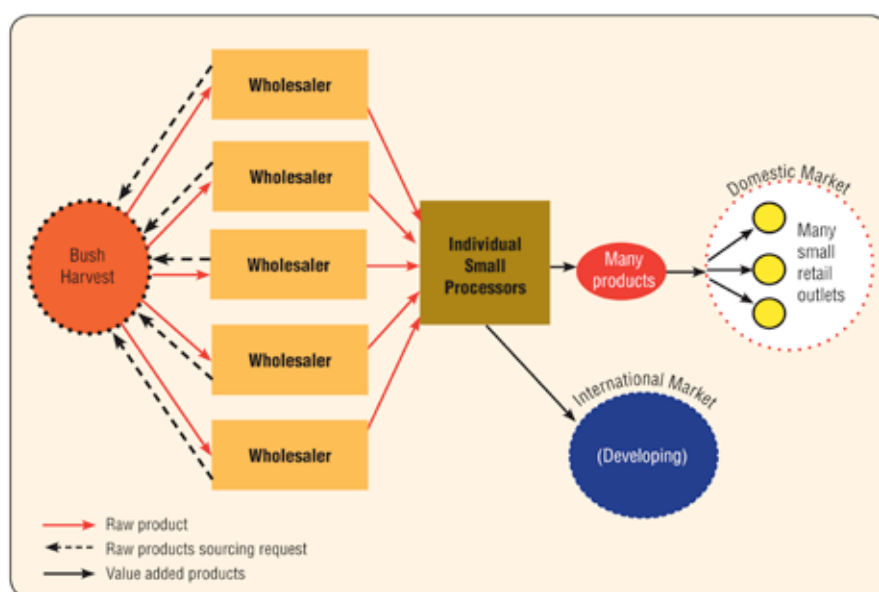 Wholesaler
Wholesaler
Wholesaler
Wholesaler
Wholesaler
Bush
Harvest
Individual
Small
Processors
Many
products
Domestic Market
Many
small
retail
outlets
International Market
(Developing)
Raw product
Raw products sourcing request
Value added products